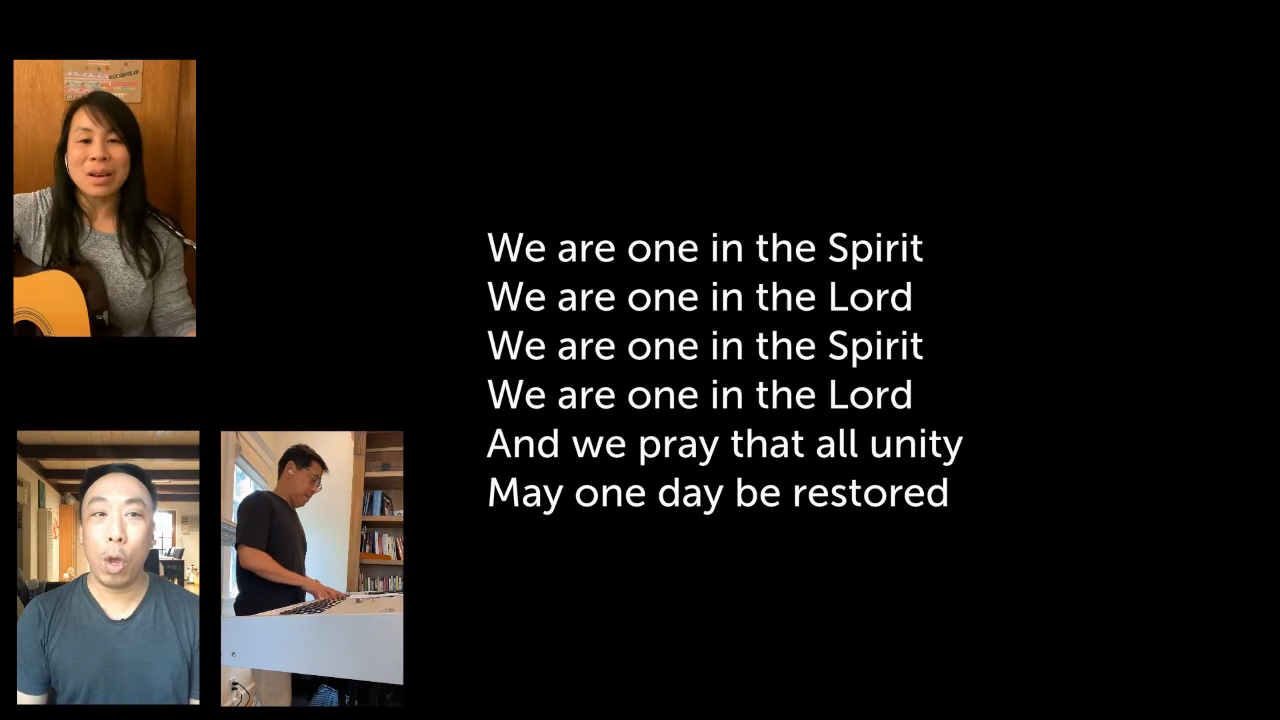 We are one in the Spirit
We are one in the Lord
We are one in the Spirit
We are one in the Lord
And we pray that all unity
May one day be restored